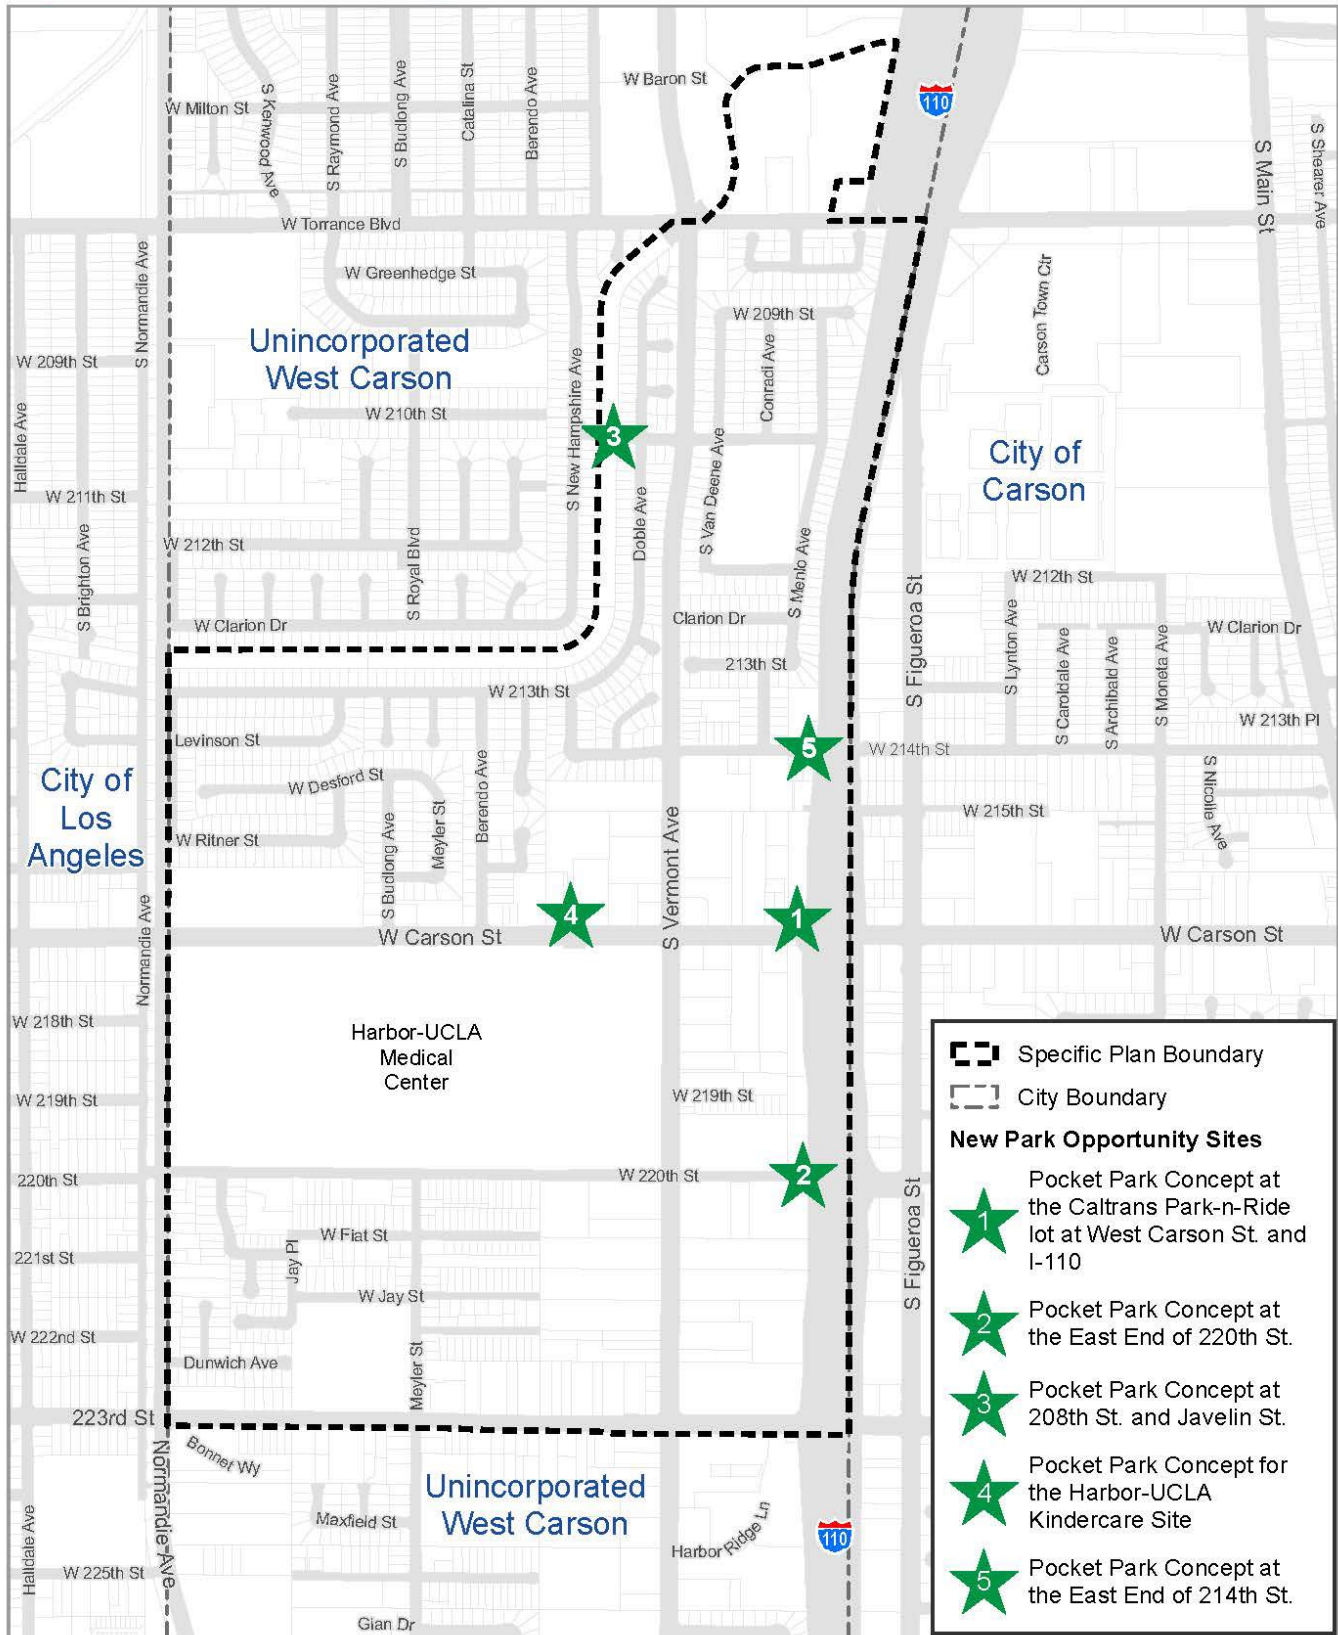 W Baron St
110
W Milton St
S Kenwood Ave
S Raymond Ave
S Budlong Ave
Catalina St
Berendo Ave
S Main St
S Shearer Ave
W Torrance Blvd
S Normandie Ave
W Greenhedge St
Carson Town Ctr
W 209th St
Unincorporated
West Carson
W 209th St
Conradi Ave
S New Hampshire Ave
Halldale Ave
W 210th St
3
City of
Carson
S Van Deene Ave
W 211th St
Doble Ave
S Brighton Ave
W 212th St
S Royal Blvd
S Menlo Ave
W 212th St
S Figueroa St
S Lynton Ave
W Clarion Dr
Clarion Dr
W Clarion Dr
S Caroldale Ave
S Archibald Ave
S Moneta Ave
213th St
W 213th St
W 213th Pl
Levinson St
5
W 214th St
City of
Los
Angeles
W Desford St
Berendo Ave
S Nicolle Ave
W 215th St
W Ritner St
S Budlong Ave
Meyler St
S Vermont Ave
4
1
W Carson St
W Carson St
Normandie Ave
W 218th St
Harbor-UCLA
Medical
Center
W 219th St
W 219th St
220th St
W 220th St
2
S Figueroa St
W Fiat St
221st St
Jay Pl
W Jay St
W 222nd St
Dunwich Ave
Meyler St
223rd St
Normandie Ave
Bonnet Wy
Unincorporated
West Carson
Maxfield St
Harbor Ridge Ln
110
Halldale Ave
W 225th St
Gian Dr
Specific Plan Boundary
City Boundary
New Park Opportunity Sites
1
Pocket Park Concept at
the Caltrans Park-n-Ride
lot at West Carson St. and
I-110
2
Pocket Park Concept at
the East End of 220th St.
3
Pocket Park Concept at
208th St. and Javelin St.
4
Pocket Park Concept for
the Harbor-UCLA
Kindercare Site
5
Pocket Park Concept at
the East End of 214th St.